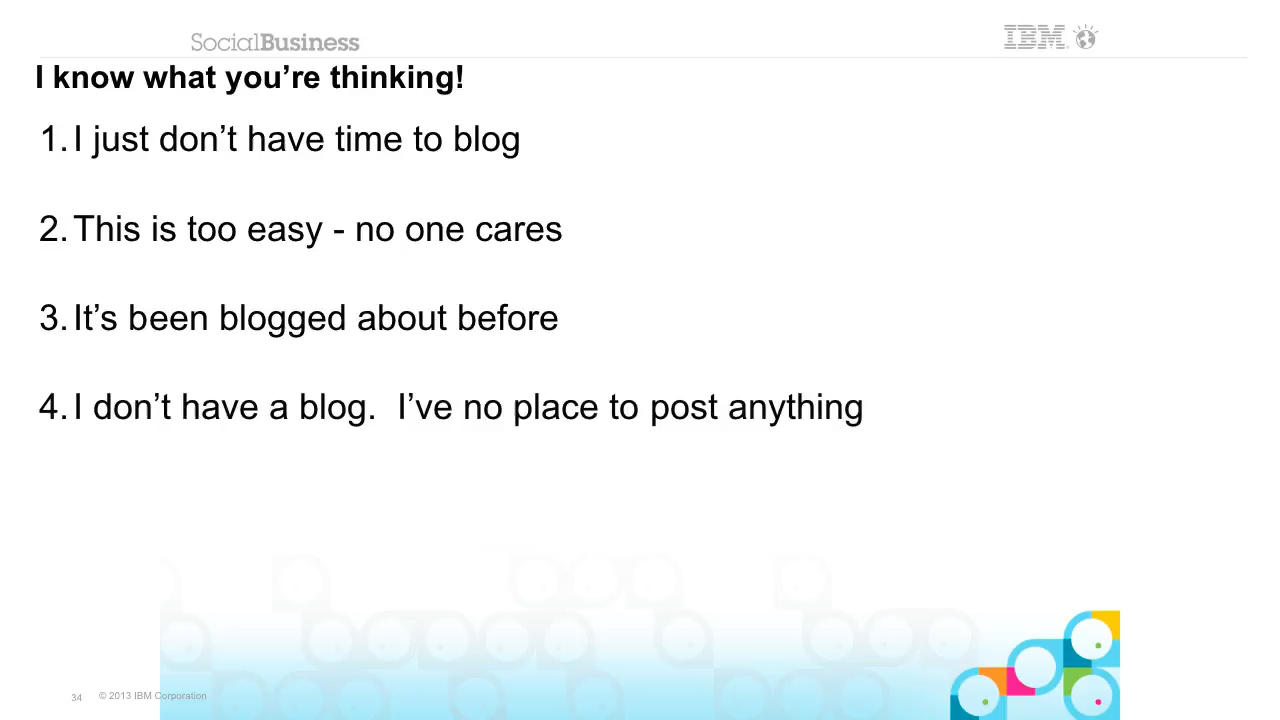 SocialBusiness
IBM
I know what you're thinking!
1. I just don't have time to blog
2. This is too easy - no one cares
3. It's been blogged about before
4. I don't have a blog.  I've no place to post anything
34
© 2013 IBM Corporation